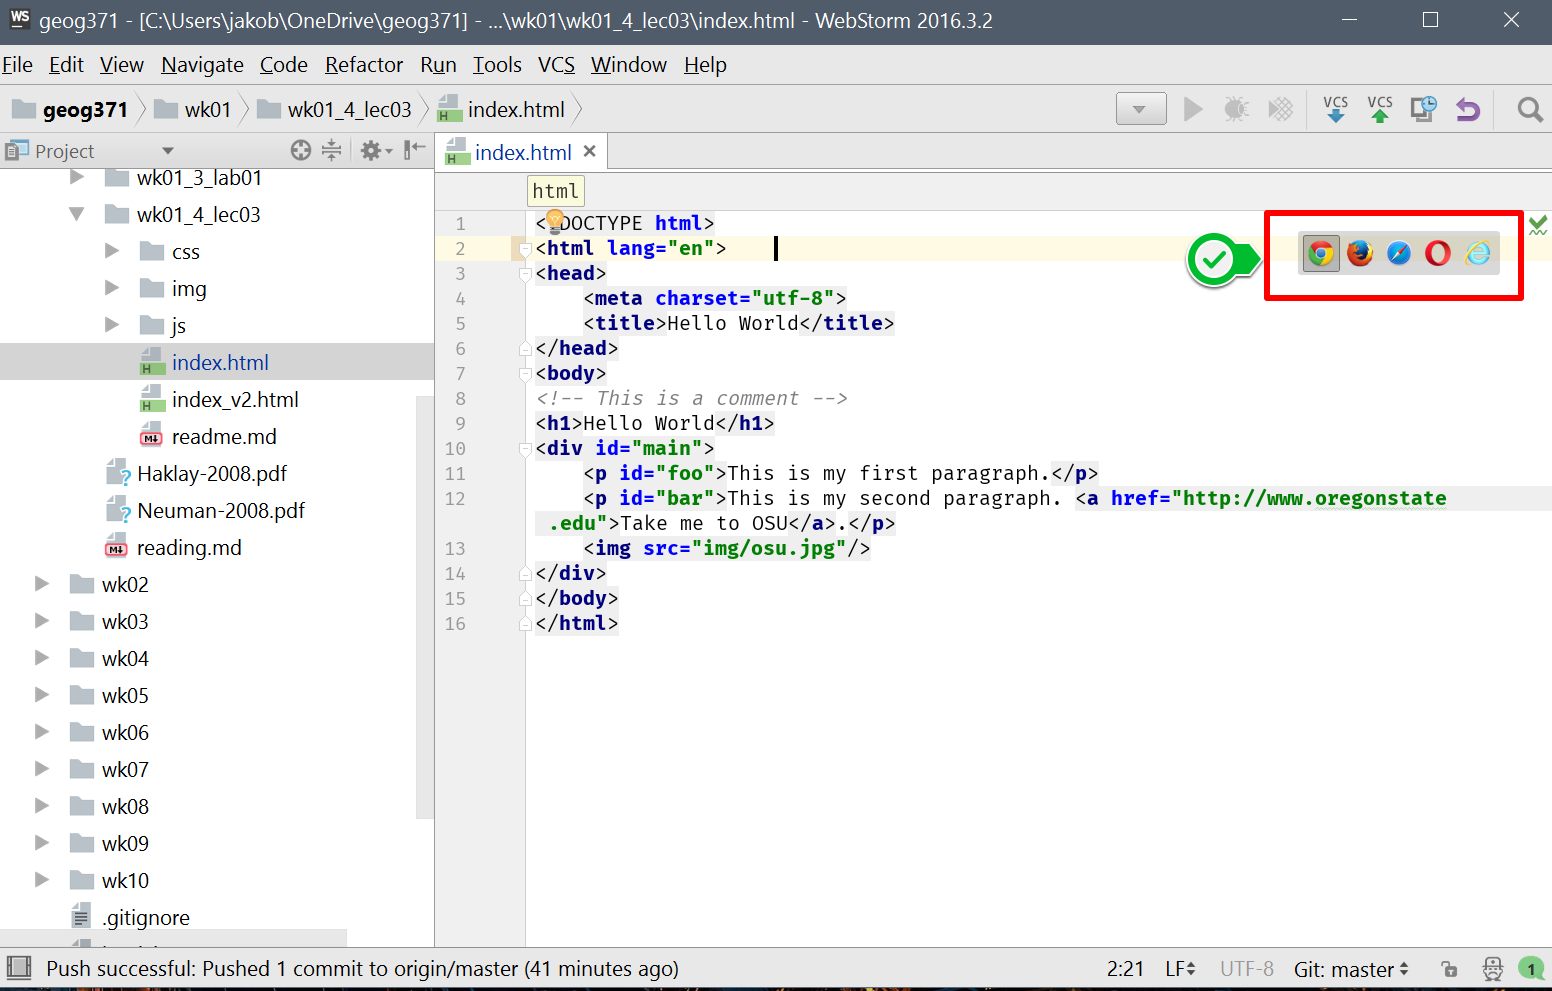 WS geog371 - [C:\Users\jakob\OneDrive\geog371] - ...\wk01\wk01_4_lec03\index.html - WebStorm 2016.3.2
File Edit View Navigate Code Refactor Run Tools VCS Window Help
geog371 wk01 wk01_4_lec03 index.html VCS VCS
Project
index.html
wk01_3_lab01
wk01_4_lec03
css
img
js
index.html
index_v2.html
readme.md
Haklay-2008.pdf
Neuman-2008.pdf
reading.md
wk02
wk03
wk04
wk05
wk06
wk07
wk08
wk09
wk10
.gitignore
html
1 <DOCTYPE html>
2 <html lang="en">
3 <head>
4 <meta charset="utf-8">
5 <title>Hello World</title>
6 </head>
7 <body>
8 <!-- This is a comment -->
9 <h1>Hello World</h1>
10 <div id="main">
11 <p id="foo">This is my first paragraph.</p>
12 <p id="bar">This is my second paragraph. <a href="http://www.oregonstate
.edu">Take me to OSU</a>.</p>
13 <img src="img/osu.jpg"/>
14 </div>
15 </body>
16 </html>
Push successful: Pushed 1 commit to origin/master (41 minutes ago) 2:21 LF UTF-8 Git: master 1